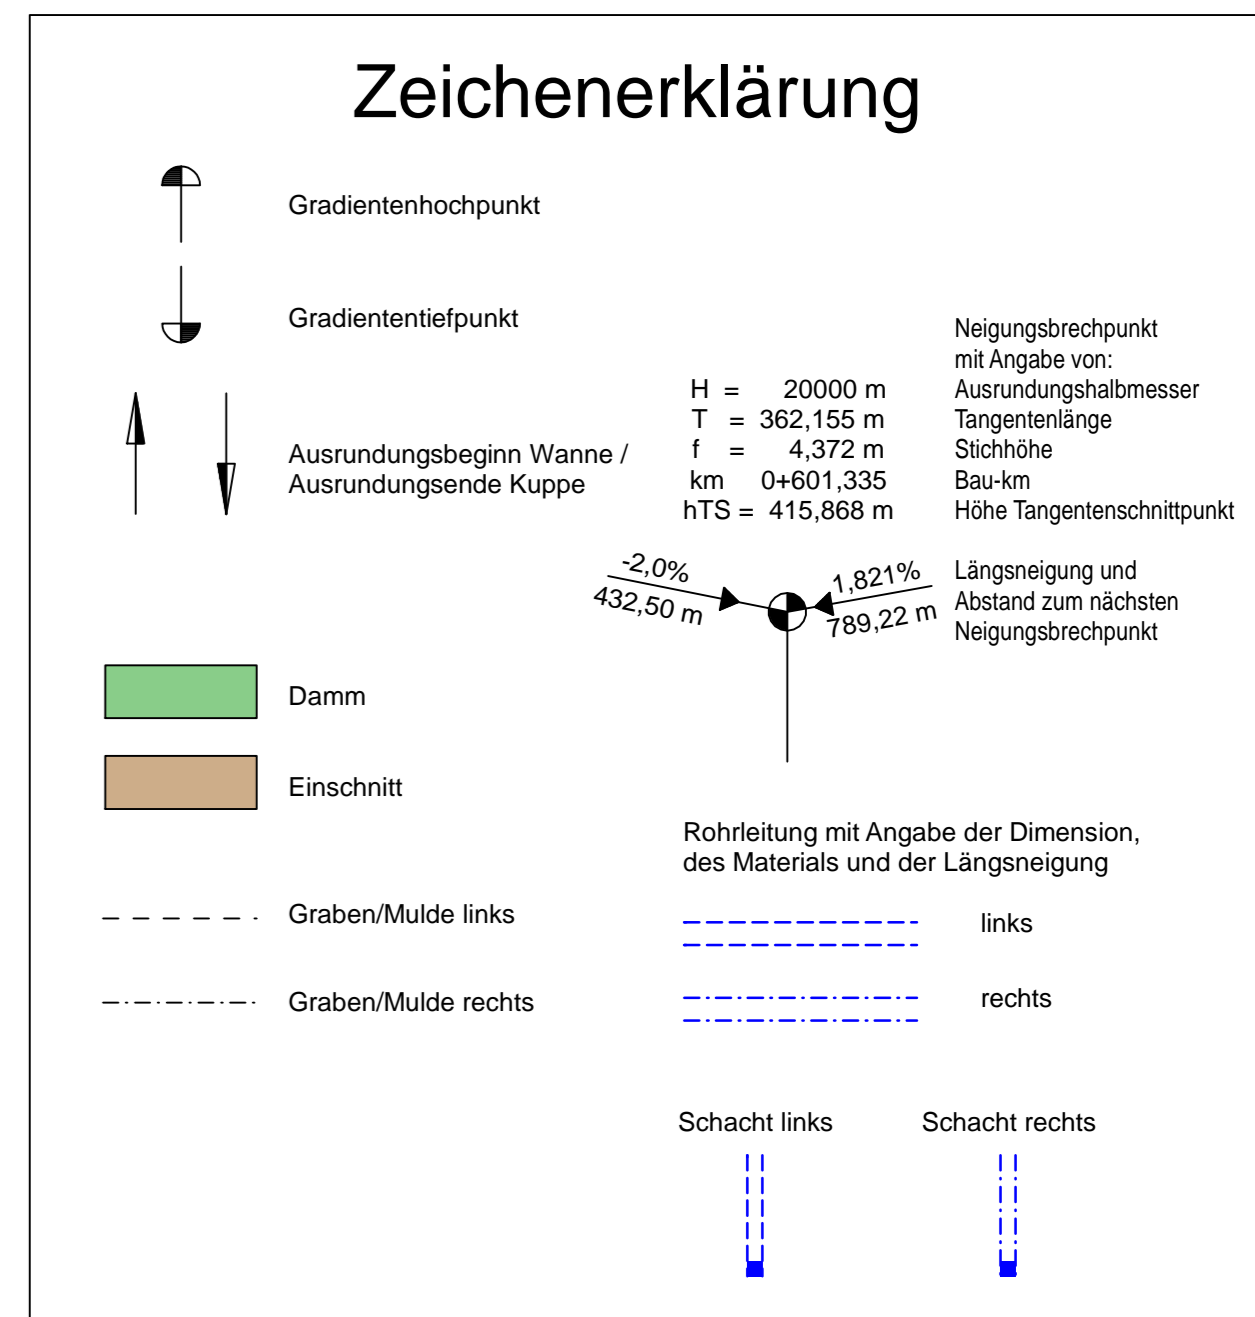 Zeichenerklärung
Gradientenhochpunkt
Gradiententiefpunkt
Ausrundungsbeginn Wanne /
Ausrundungsende Kuppe
Neigungsbrechpunkt
mit Angabe von:
H = 20000 m Ausrundungshalbmesser
T = 362,155 m Tangentenlänge
f = 4,372 m Stichhöhe
km 0+601,335 Bau-km
hTS = 415,868 m Höhe Tangentenschnittpunkt
-2,0%
432,50 m
1,821%
789,22 m
Längsneigung und
Abstand zum nächsten
Neigungsbrechpunkt
Damm
Einschnitt
Graben/Mulde links
Graben/Mulde rechts
Rohrleitung mit Angabe der Dimension,
des Materials und der Längsneigung
links
rechts
Schacht links
Schacht rechts